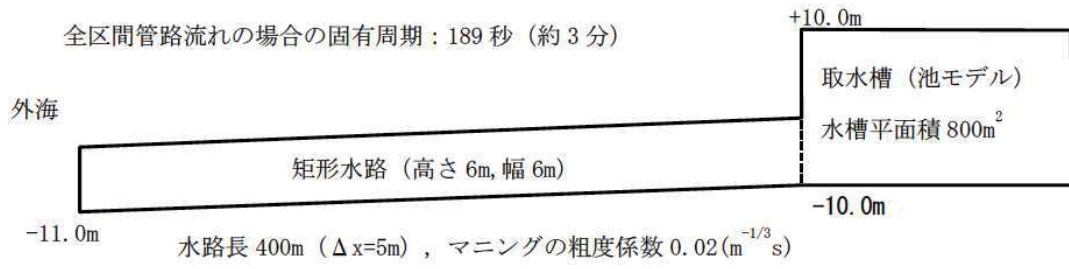 +10.0m
全区間管路流れの場合の固有周期：189 秒（約 3 分）
取水槽（池モデル）
外海
水槽平面積 800m²
矩形水路（高さ 6m, 幅 6m）
-10.0m
-11.0m
水路長 400m（Δx=5m）, マニングの粗度係数 0.02(m^{-1/3}s)